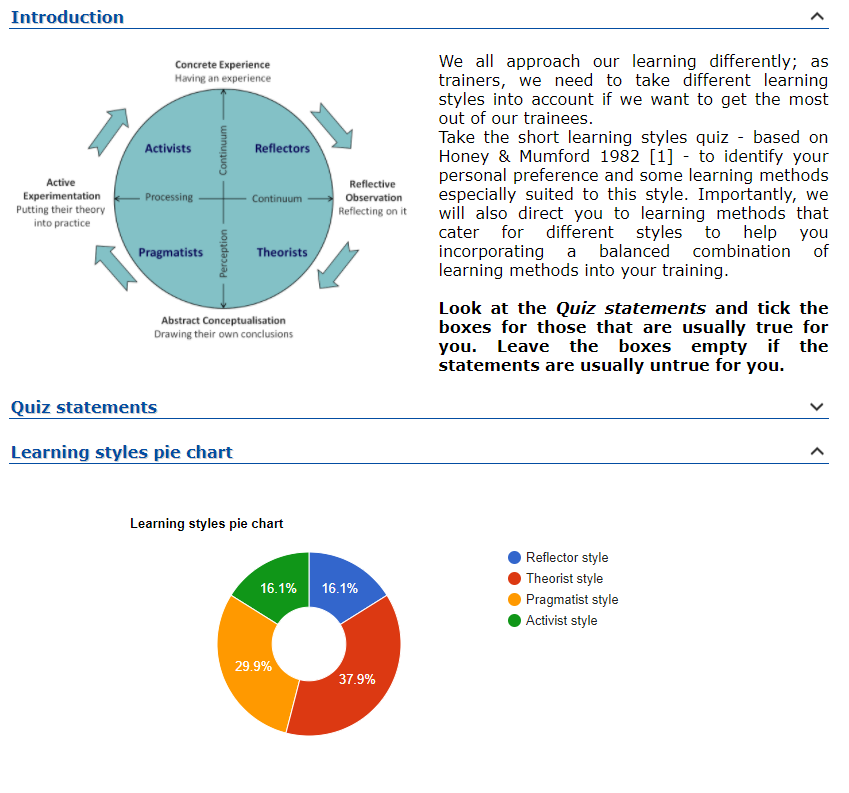 Introduction
Concrete Experience
Having an experience
Activists
Reflectors
Continuum
Active
Experimentation
Putting their theory
into practice
Processing
Continuum
Reflective
Observation
Reflecting on it
Pragmatists
Theorists
Perception
Abstract Conceptualisation
Drawing their own conclusions
We all approach our learning differently; as
trainers, we need to take different learning
styles into account if we want to get the most
out of our trainees.
Take the short learning styles quiz - based on
Honey & Mumford 1982 [1] - to identify your
personal preference and some learning methods
especially suited to this style. Importantly, we
will also direct you to learning methods that
cater for different styles to help you
incorporating a balanced combination of
learning methods into your training.
Look at the Quiz statements and tick the
boxes for those that are usually true for
you. Leave the boxes empty if the
statements are usually untrue for you.
Quiz statements
Learning styles pie chart
Learning styles pie chart
16.1%
16.1%
29.9%
37.9%
Reflector style
Theorist style
Pragmatist style
Activist style